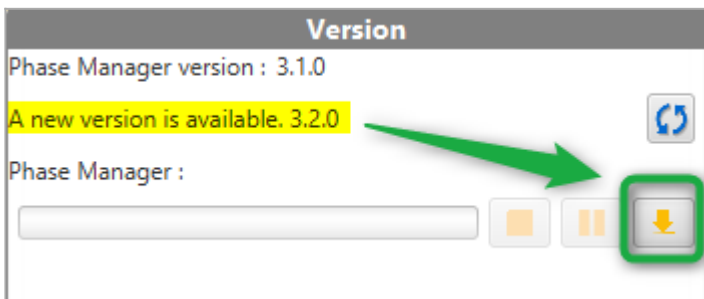 Version
Phase Manager version : 3.1.0
A new version is available. 3.2.0
Phase Manager :